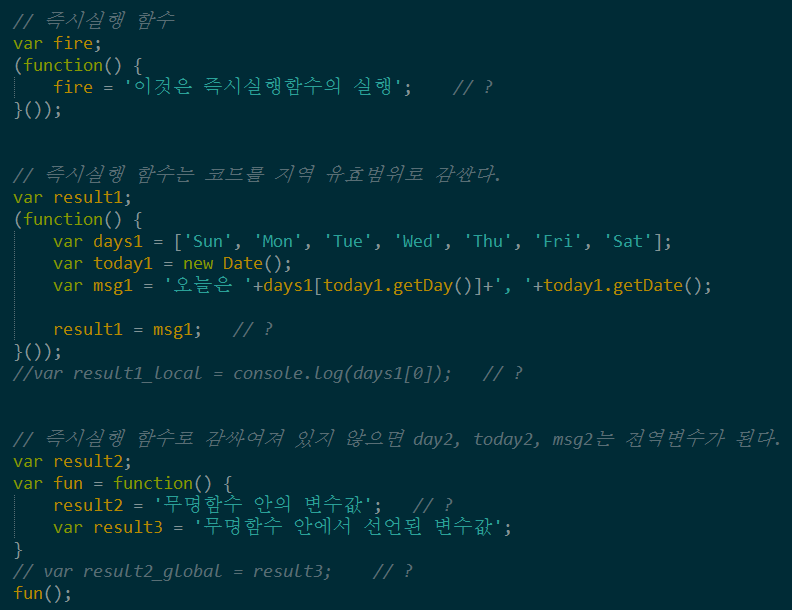 // 즉시실행 함수
var fire;
(function() {
    fire = '이것은 즉시실행함수의 실행';    // ?
}());
// 즉시실행 함수는 코드를 지역 유효범위로 감싼다.
var result1;
(function() {
    var days1 = ['Sun', 'Mon', 'Tue', 'Wed', 'Thu', 'Fri', 'Sat'];
    var today1 = new Date();
    var msg1 = '오늘은 '+days1[today1.getDay()]+', '+today1.getDate();
    result1 = msg1;   // ?
}());
//var result1_local = console.log(days1[0]);   // ?
// 즉시실행 함수로 감싸여져 있지 않으면 day2, today2, msg2는 전역변수가 된다.
var result2;
var fun = function() {
    result2 = '무명함수 안의 변수값';   // ?
    var result3 = '무명함수 안에서 선언된 변수값';
}
// var result2_global = result3;    // ?
fun();